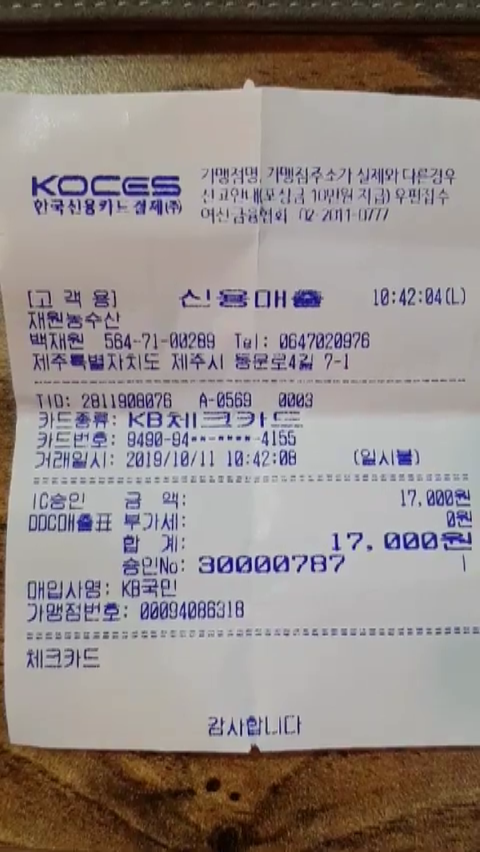 KOCES
한국신용카드결제(주)
가맹점명, 가맹점주소가 실제와 다른경우
신고안내(포상금 10만원 지급) 우편접수
여신금융협회 02-2011-0777
[고 객 용] 신용매출 10:42:04(L)
재원농수산
백재원 564-71-00289 Tel: 0647020976
제주특별자치도 제주시 동문로4길 7-1
TID: 2811908076 A-0569 0003
카드종류: KB체크카드
카드번호: 9490-94**-****-4155
거래일시: 2019/10/11 10:42:08 (일시불)
IC승인 금 액: 17,000원
DDC매출표 부가세: 0원
합 계: 17,000원
승인No: 30000787
매입사명: KB국민
가맹점번호: 00094086318
체크카드
감사합니다